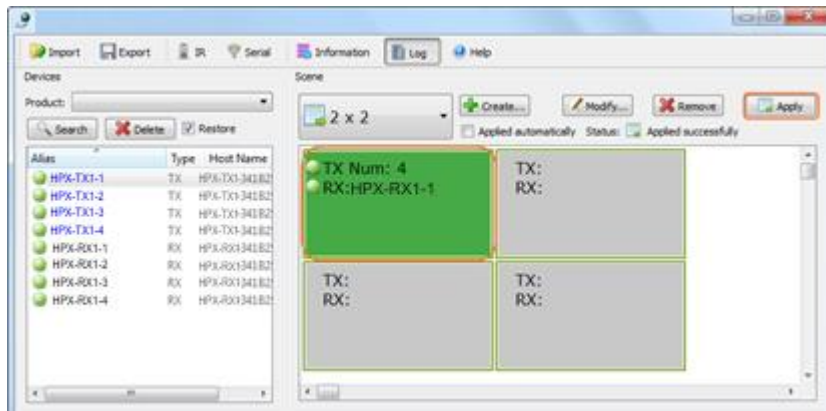 Import Export IR Serial Information Log Help
Devices
Product:
Search Delete Restore
Alias Type Host Name
HPX-TX1-1 TX
HPX-TX1-2 TX
HPX-TX1-3 TX
HPX-TX1-4 TX
HPX-RX1-1 RX
HPX-RX1-2 RX
HPX-RX1-3 RX
HPX-RX1-4 RX
Scene
2 x 2 Create... Modify... Remove Apply
Applied automatically Status: Applied successfully
TX Num: 4
RX:HPX-RX1-1
TX:
RX:
TX:
RX:
TX:
RX: